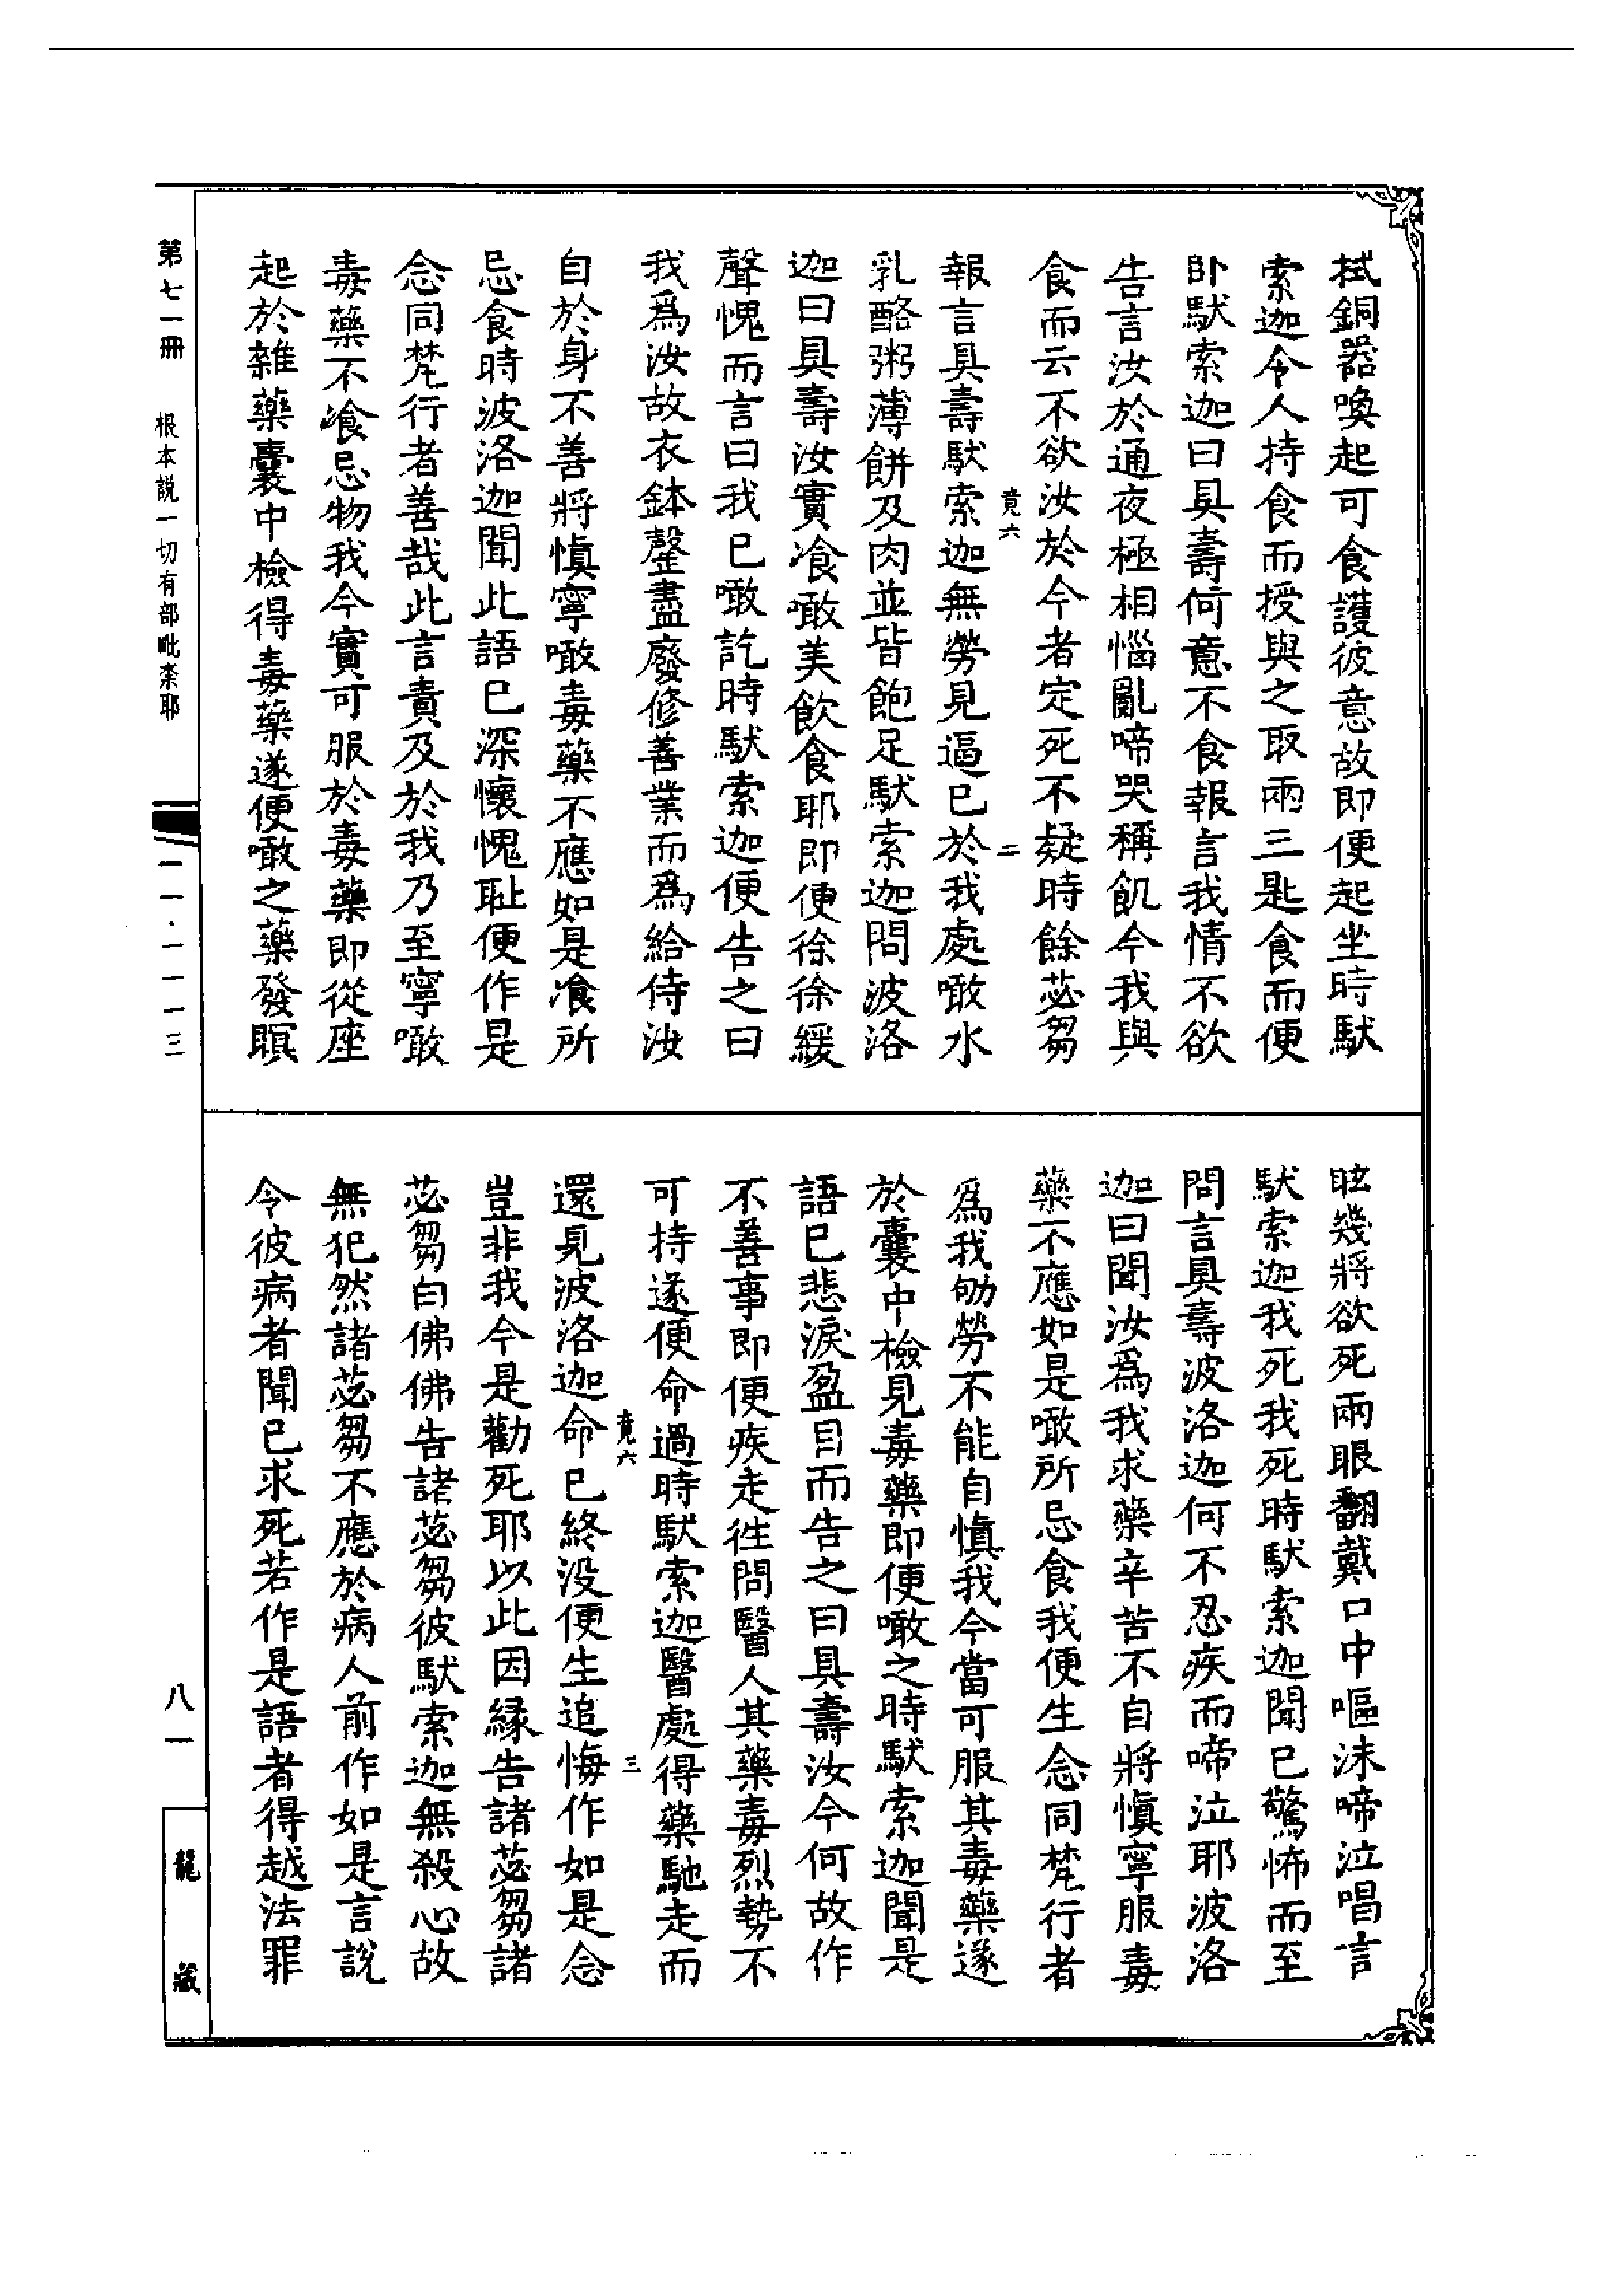 拭銅器喚起可食護彼意故即便起坐時馱
索迦令人持食而授與之取兩三匙食而便
卧馱索迦曰具壽何意不食報言我情不欲
告言汝於通夜極相惱亂啼哭稱飢今我與
食而云不欲汝於今者定死不疑時餘苾芻
竟六 二
報言具壽馱索迦無勞見逼已於我處噉水
乳酪粥薄餅及肉並皆飽足馱索迦問波洛
迦曰具壽汝實飡噉美飲食耶即便徐徐緩
聲愧而言曰我已噉訖時馱索迦便告之曰
我爲汝故衣鉢罄盡廢修善業而爲給侍汝
自於身不善將愼寧噉毒藥不應如是飡所
忌食時波洛迦聞此語已深懷愧耻便作是
念同梵行者善哉此言責及於我乃至寧噉
毒藥不飡忌物我今實可服於毒藥即從座
起於雜藥囊中檢得毒藥遂便噉之藥發瞑
眩幾將欲死兩眼翻戴口中嘔沫啼泣唱言
馱索迦我死我死時馱索迦聞已驚怖而至
問言具壽波洛迦何不忍疾而啼泣耶波洛
迦曰聞汝爲我求藥辛苦不自將愼寧服毒
藥不應如是噉所忌食我便生念同梵行者
爲我劬勞不能自愼我今當可服其毒藥遂
於囊中檢見毒藥即便噉之時馱索迦聞是
語已悲淚盈目而告之曰具壽汝今何故作
不善事即便疾走徃問醫人其藥毒烈勢不
可持遂便命過時馱索迦醫處得藥馳走而
竟六 三
還見波洛迦命已終没便生追悔作如是念
豈非我今是勸死耶以此因緣告諸苾芻諸
苾芻白佛佛告諸苾芻彼馱索迦無殺心故
無犯然諸苾芻不應於病人前作如是言說
令彼病者聞已求死若作是語者得越法罪
第七一冊 根本説一切有部毗柰耶
一一·一一一三
八一
龍藏